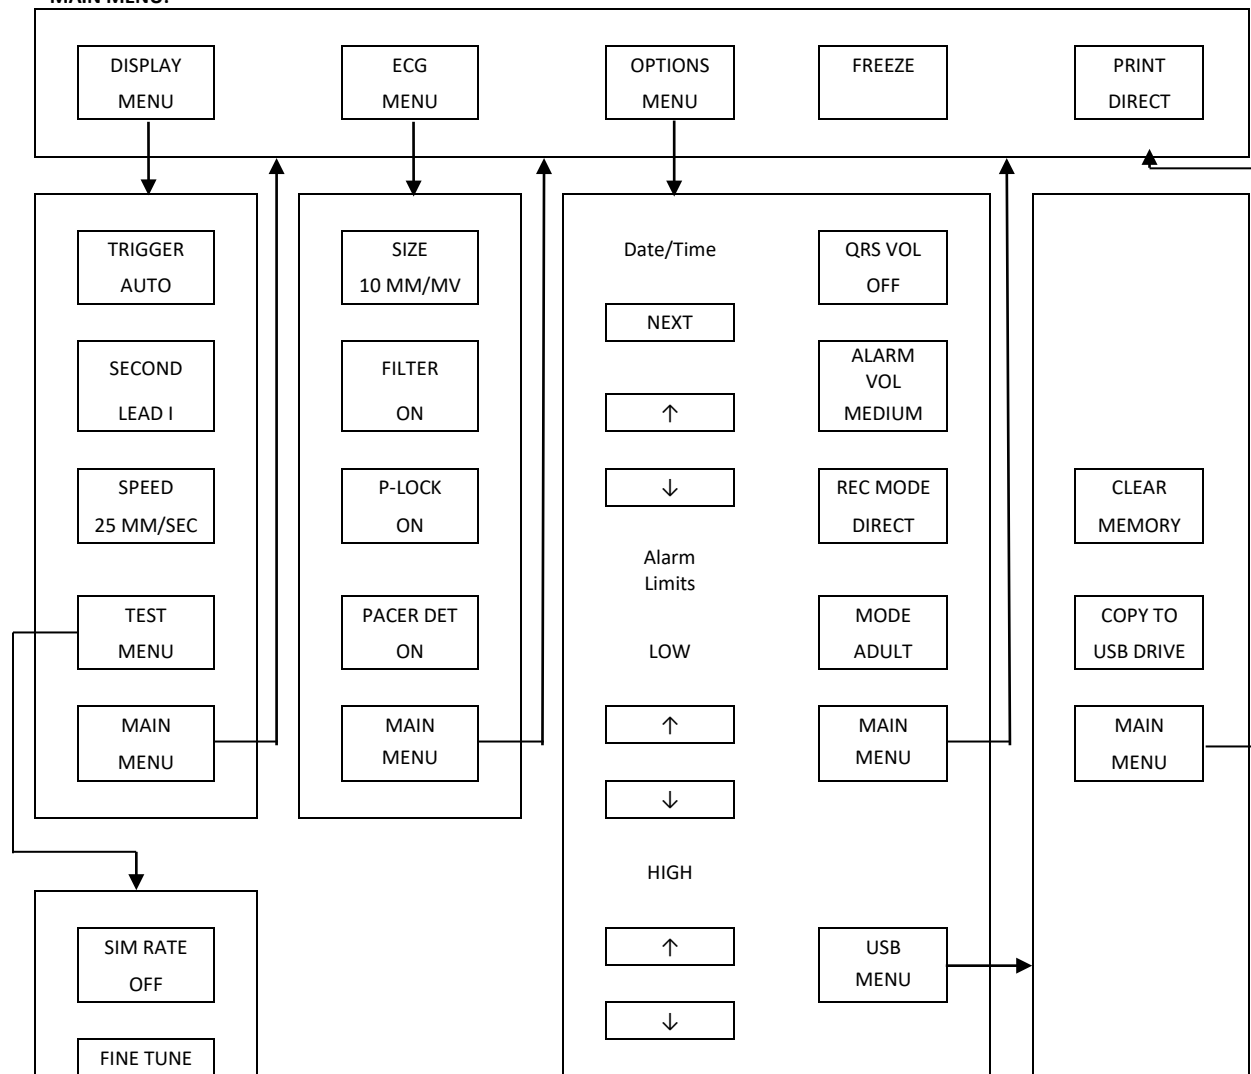 MAIN MENU:
DISPLAY
MENU
ECG
MENU
OPTIONS
MENU
FREEZE
PRINT
DIRECT
TRIGGER
AUTO
SECOND
LEAD I
SPEED
25 MM/SEC
TEST
MENU
MAIN
MENU
SIZE
10 MM/MV
FILTER
ON
P-LOCK
ON
PACER DET
ON
MAIN
MENU
Date/Time
NEXT
↑
↓
Alarm
Limits
LOW
↑
↓
HIGH
↑
↓
QRS VOL
OFF
ALARM
VOL
MEDIUM
REC MODE
DIRECT
MODE
ADULT
MAIN
MENU
USB
MENU
CLEAR
MEMORY
COPY TO
USB DRIVE
MAIN
MENU
SIM RATE
OFF
FINE TUNE